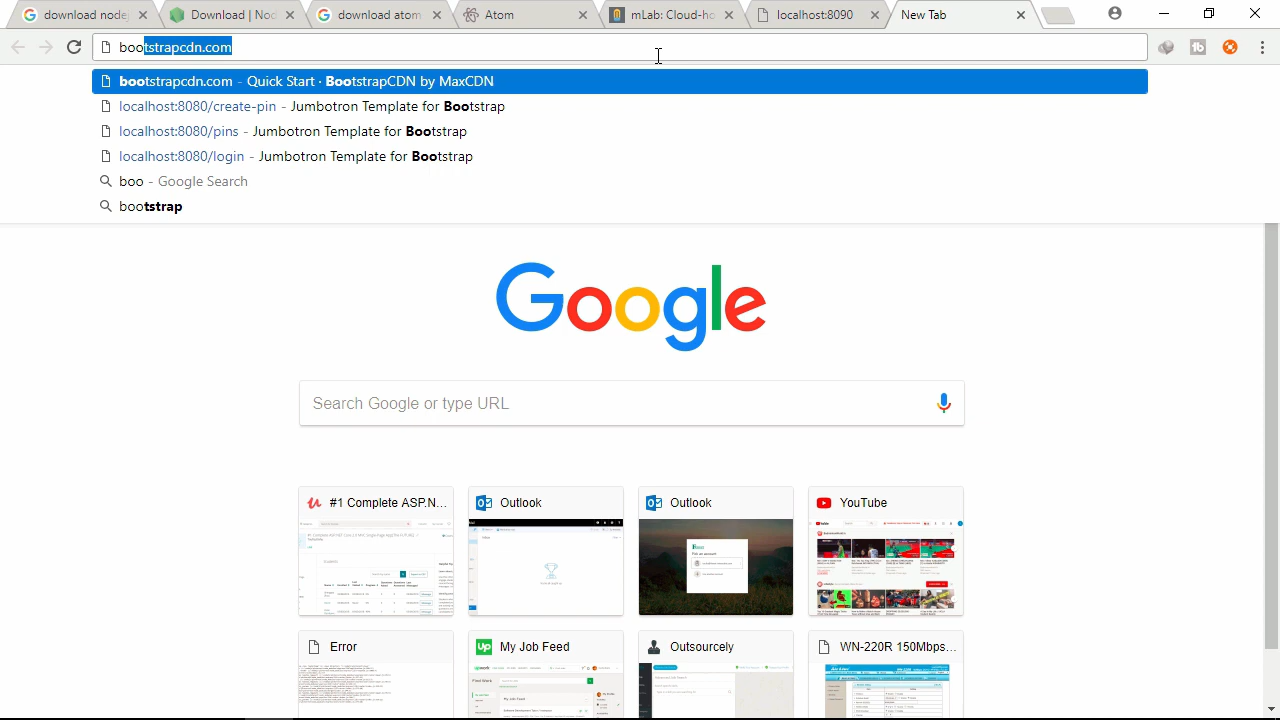 download node
Download | Nod
download atom
Atom
mLab: Cloud-ho
localhost:8090
New Tab
bootstrapcdn.com
bootstrapcdn.com - Quick Start · BootstrapCDN by MaxCDN
localhost:8080/create-pin - Jumbotron Template for Bootstrap
localhost:8080/pins - Jumbotron Template for Bootstrap
localhost:8080/login - Jumbotron Template for Bootstrap
boo - Google Search
bootstrap
Google
Search Google or type URL
#1 Complete ASP.N...
Outlook
Outlook
YouTube
Error
My Job Feed
Outsourcely
WN-220R 150Mbps...